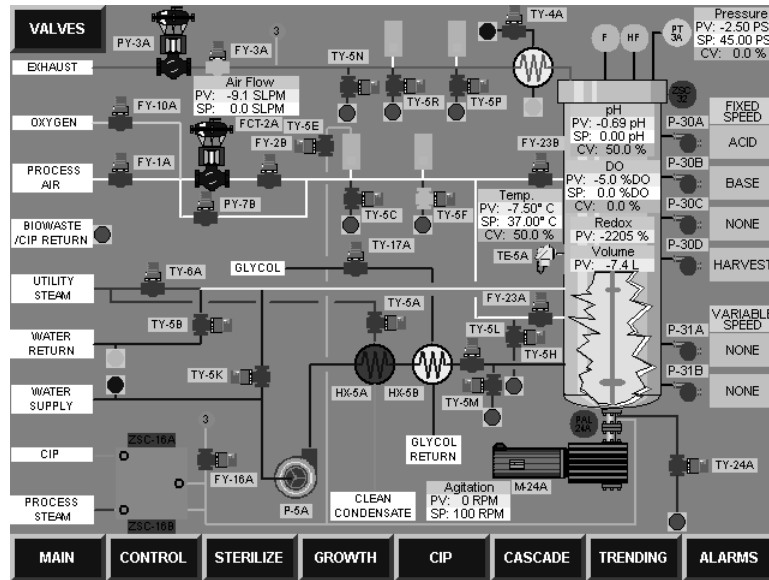 VALVES
PY-3A
FY-3A
3
TY-4A
F
HF
PT
3A
Pressure
PV: -2.50 PS
SP: 45.00 PS
CV: 0.0 %
EXHAUST
Air Flow
PV: -9.1 SLPM
SP: 0.0 SLPM
TY-5N
TY-5R
TY-5P
ZSC
32
FY-10A
OXYGEN
FCT-2A
TY-5E
FY-2B
FY-23B
pH
PV: -0.69 pH
SP: 0.00 pH
CV: 50.0 %
P-30A
FIXED
SPEED
ACID
FY-1A
PROCESS
AIR
PY-7B
TY-5C
TY-5F
Temp.
PV: -7.50° C
SP: 37.00° C
CV: 50.0 %
DO
PV: -5.0 %DO
SP: 0.0 %DO
CV: 0.0 %
P-30B
BASE
P-30C
NONE
BIOWASTE
/CIP RETURN
TY-17A
TE-5A
Redox
PV: -2205 %
Volume
PV: -7.4 L
P-30D
HARVEST
TY-6A
GLYCOL
UTILITY
STEAM
TY-5A
FY-23A
TY-5B
TY-5L
TY-5H
P-31A
VARIABLE
SPEED
NONE
WATER
RETURN
TY-5K
HX-5A
HX-5B
TY-5M
P-31B
NONE
WATER
SUPPLY
3
GLYCOL
RETURN
PAL
24A
ZSC-16A
CIP
FY-16A
P-5A
CLEAN
CONDENSATE
Agitation
PV: 0 RPM
SP: 100 RPM
M-24A
TY-24A
PROCESS
STEAM
ZSC-16B
MAIN
CONTROL
STERILIZE
GROWTH
CIP
CASCADE
TRENDING
ALARMS